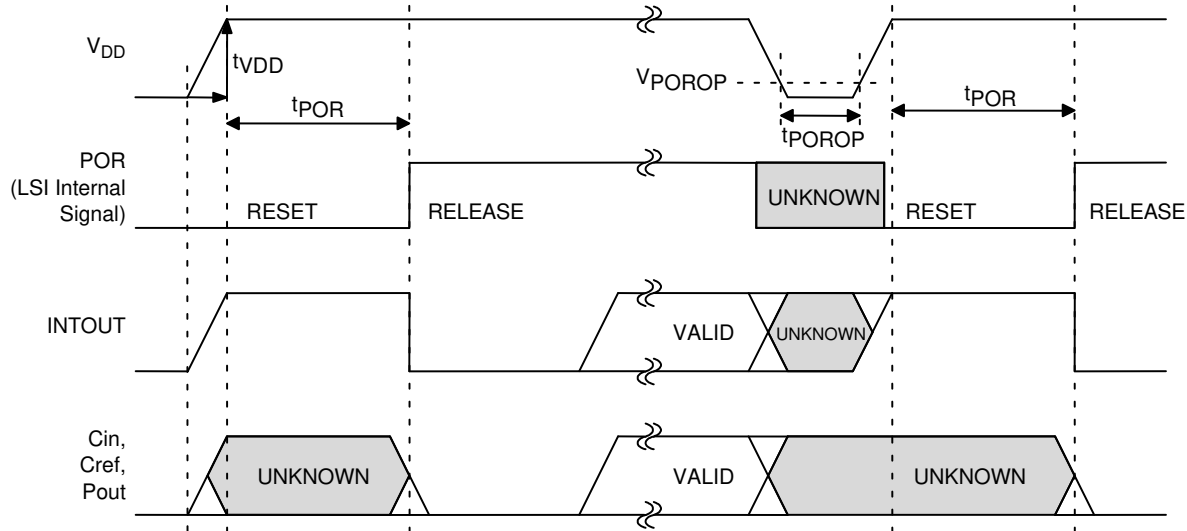 VDD
tVDD
VPOROP
tPOR
tPOR
tPOROP
POR
(LSI Internal
Signal)
UNKNOWN
RESET
RELEASE
RESET
RELEASE
INTOUT
VALID
UNKNOWN
Cin,
Cref,
Pout
UNKNOWN
VALID
UNKNOWN